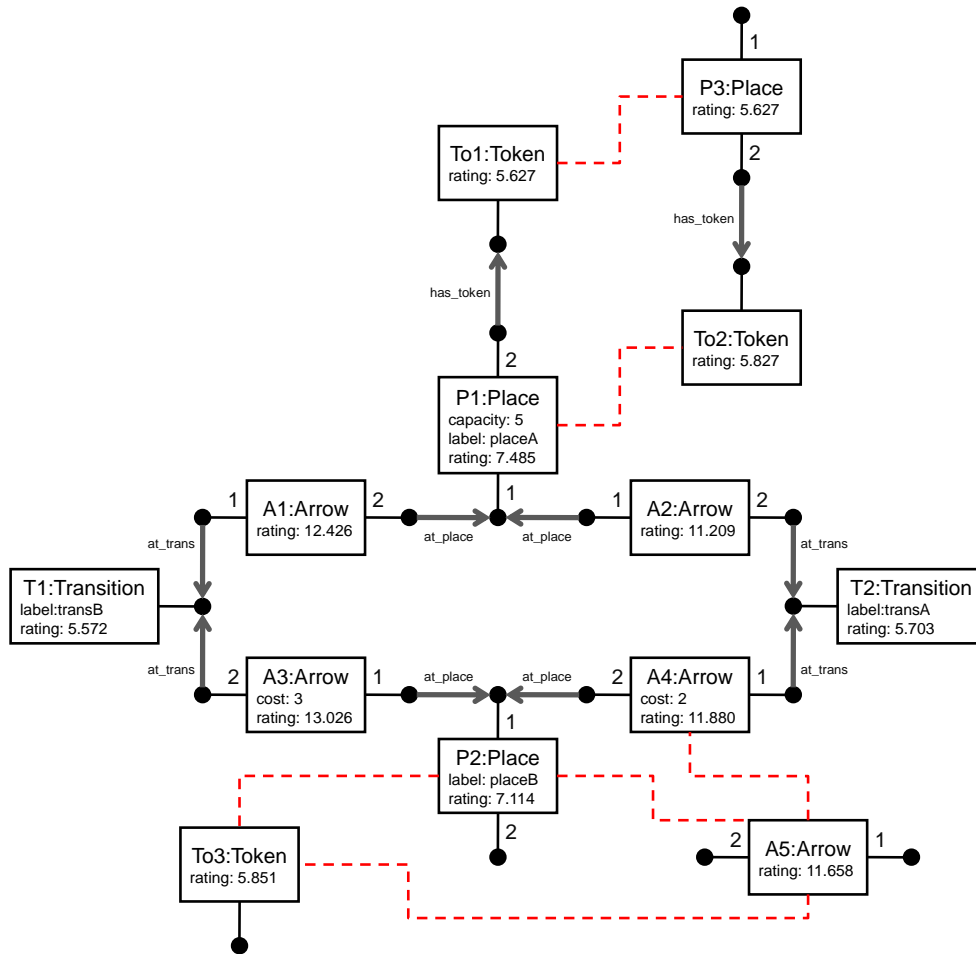 1
P3:Place
rating: 5.627
2
To1:Token
rating: 5.627
has_token
has_token
To2:Token
rating: 5.827
2
P1:Place
capacity: 5
label: placeA
rating: 7.485
1
1
A1:Arrow
rating: 12.426
2
at_place
at_place
1
A2:Arrow
rating: 11.209
2
at_trans
at_trans
T1:Transition
label:transB
rating: 5.572
T2:Transition
label:transA
rating: 5.703
at_trans
at_trans
2
A3:Arrow
cost: 3
rating: 13.026
1
at_place
at_place
2
A4:Arrow
cost: 2
rating: 11.880
1
1
P2:Place
label: placeB
rating: 7.114
2
To3:Token
rating: 5.851
2
A5:Arrow
rating: 11.658
1